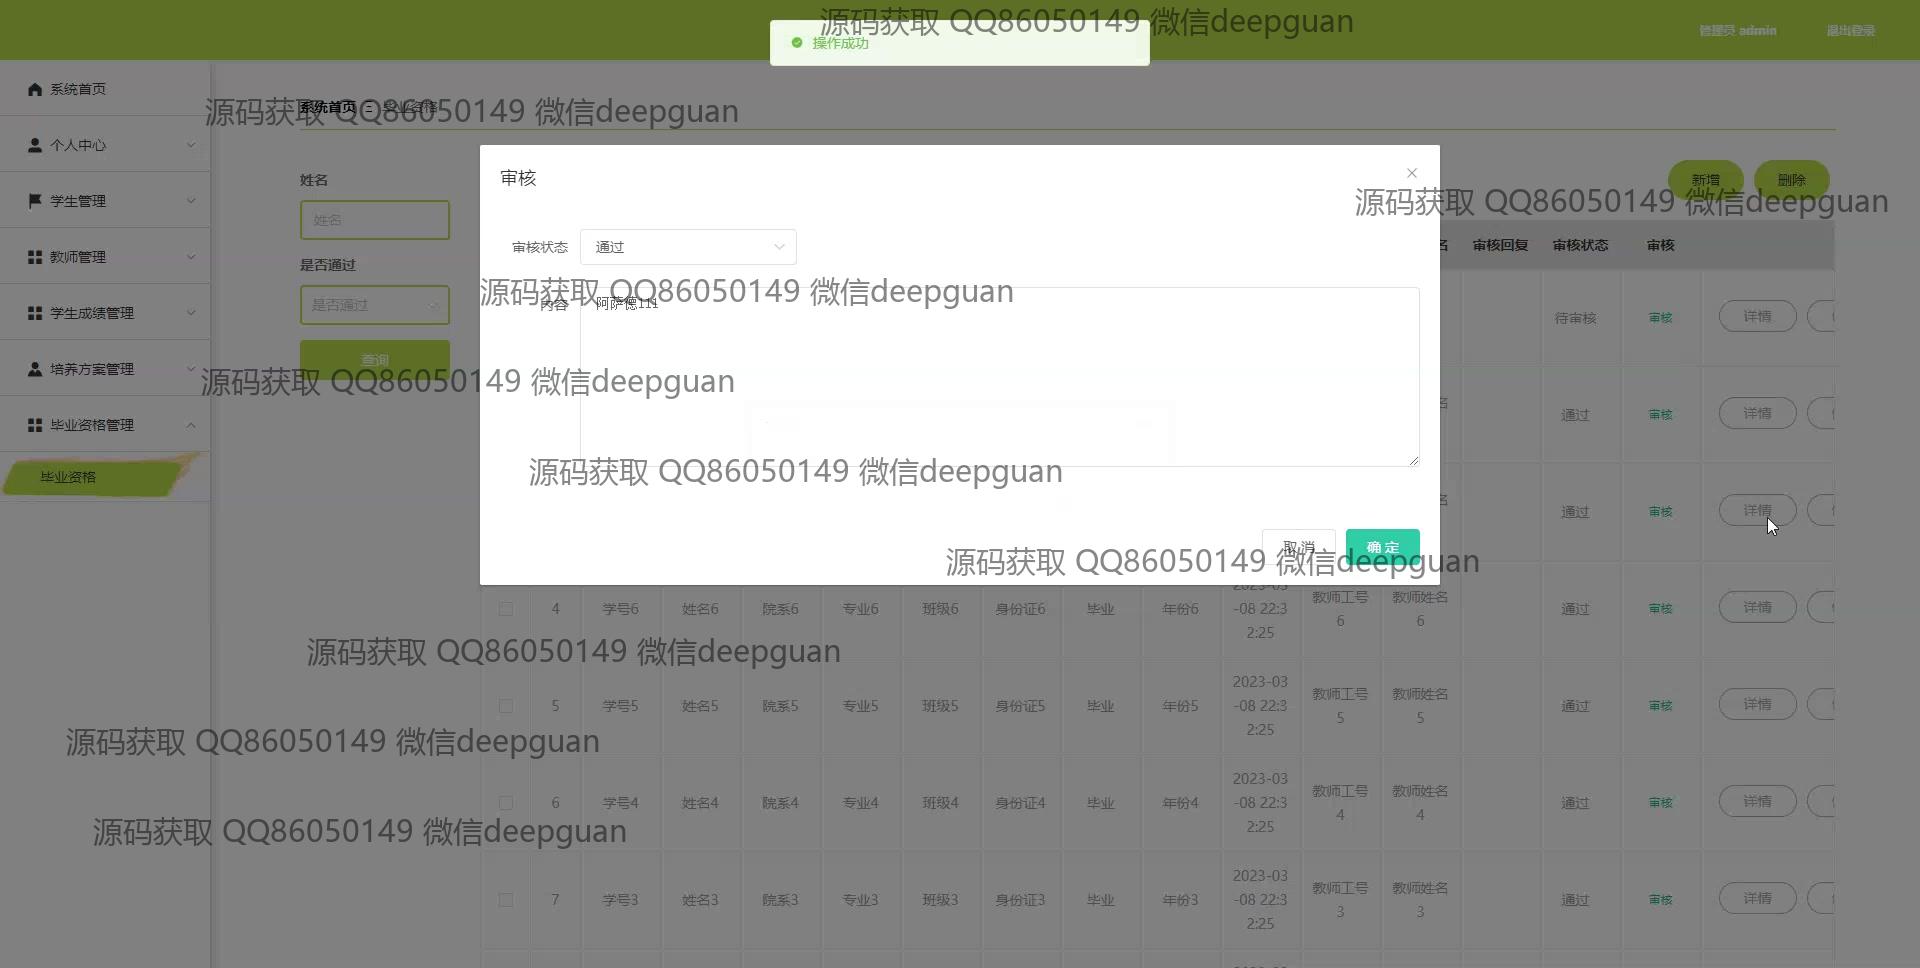 源码获取 QQ86050149 微信deepguan
操作成功
管理员 admin
退出登录
系统首页
个人中心
学生管理
教师管理
学生成绩管理
培养方案管理
毕业资格管理
毕业资格
系统首页
毕业资格
源码获取 QQ86050149 微信deepguan
姓名
姓名
是否通过
是否通过
查询
新增
删除
源码获取 QQ86050149 微信deepguan
审核
审核状态
通过
内容
阿萨德111
源码获取 QQ86050149 微信deepguan
源码获取 QQ86050149 微信deepguan
源码获取 QQ86050149 微信deepguan
取消
确定
源码获取 QQ86050149 微信deepguan
名 审核回复 审核状态 审核
待审核 审核 详情
名 通过 审核 详情
名 通过 审核 详情
4 学号6 姓名6 院系6 专业6 班级6 身份证6 毕业 年份6 2023-03-08 22:32:25 教师工号6 教师姓名6 通过 审核 详情
源码获取 QQ86050149 微信deepguan
5 学号5 姓名5 院系5 专业5 班级5 身份证5 毕业 年份5 2023-03-08 22:32:25 教师工号5 教师姓名5 通过 审核 详情
源码获取 QQ86050149 微信deepguan
6 学号4 姓名4 院系4 专业4 班级4 身份证4 毕业 年份4 2023-03-08 22:32:25 教师工号4 教师姓名4 通过 审核 详情
源码获取 QQ86050149 微信deepguan
7 学号3 姓名3 院系3 专业3 班级3 身份证3 毕业 年份3 2023-03-08 22:32:25 教师工号3 教师姓名3 通过 审核 详情